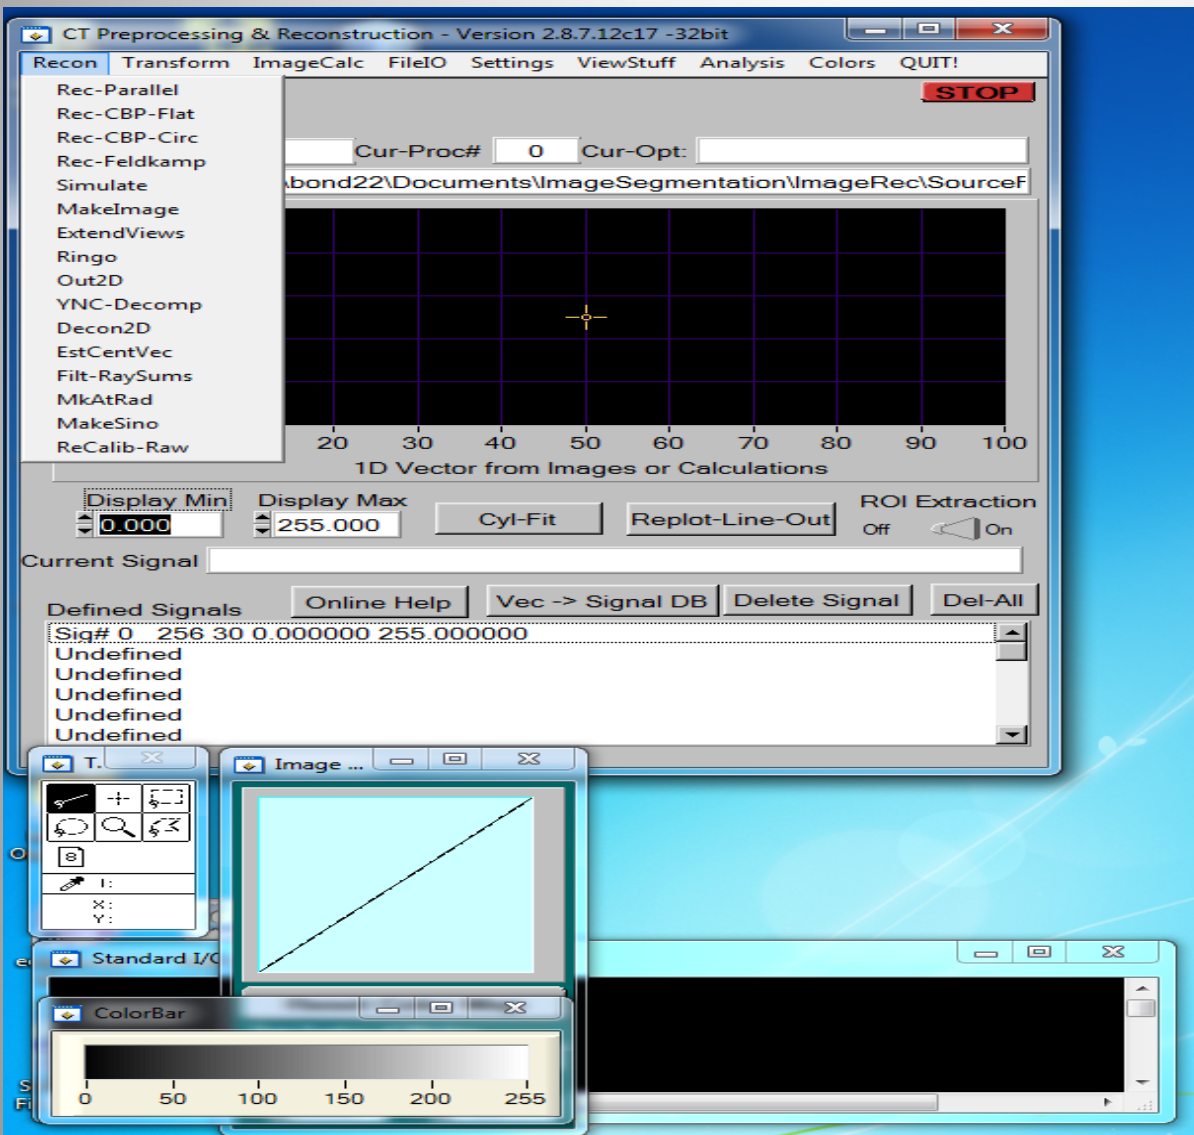 CT Preprocessing & Reconstruction - Version 2.8.7.12c17 -32bit
Recon Transform ImageCalc FileIO Settings ViewStuff Analysis Colors QUIT!
Rec-Parallel
Rec-CBP-Flat
Rec-CBP-Circ
Rec-Feldkamp
Simulate
MakeImage
ExtendViews
Ringo
Out2D
YNC-Decomp
Decon2D
EstCentVec
Filt-RaySums
MkAtRad
MakeSino
ReCalib-Raw
STOP
Cur-Proc# 0 Cur-Opt:
\bond22\Documents\ImageSegmentation\ImageRec\SourceF
20 30 40 50 60 70 80 90 100
1D Vector from Images or Calculations
Display Min Display Max
0.000 255.000
Cyl-Fit Replot-Line-Out
ROI Extraction
Off On
Current Signal
Defined Signals
Online Help Vec -> Signal DB Delete Signal Del-All
Sig# 0 256 30 0.000000 255.000000
Undefined
Undefined
Undefined
Undefined
Undefined
T.
I:
X:
Y:
Image ...
Standard I/O
ColorBar
0 50 100 150 200 255